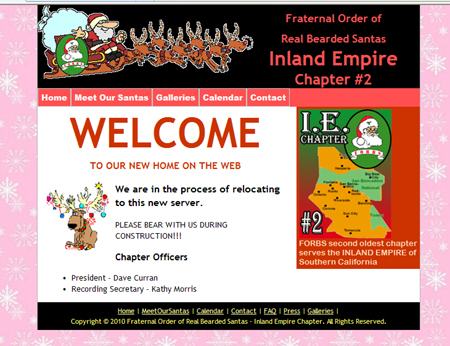 Fraternal Order of
Real Bearded Santas
Inland Empire
Chapter #2
Home Meet Our Santas Galleries Calendar Contact
WELCOME
TO OUR NEW HOME ON THE WEB
We are in the process of relocating
to this new server.
PLEASE BEAR WITH US DURING
CONSTRUCTION!!!
Chapter Officers
President - Dave Curran
Recording Secretary - Kathy Morris
I.E.
CHAPTER
#2
FORBS second oldest chapter
serves the INLAND EMPIRE of
Southern California
Home | MeetOurSantas | Calendar | Contact | FAQ | Press | Galleries |
Copyright © 2010 Fraternal Order of Real Bearded Santas - Inland Empire Chapter. All Rights Reserved.